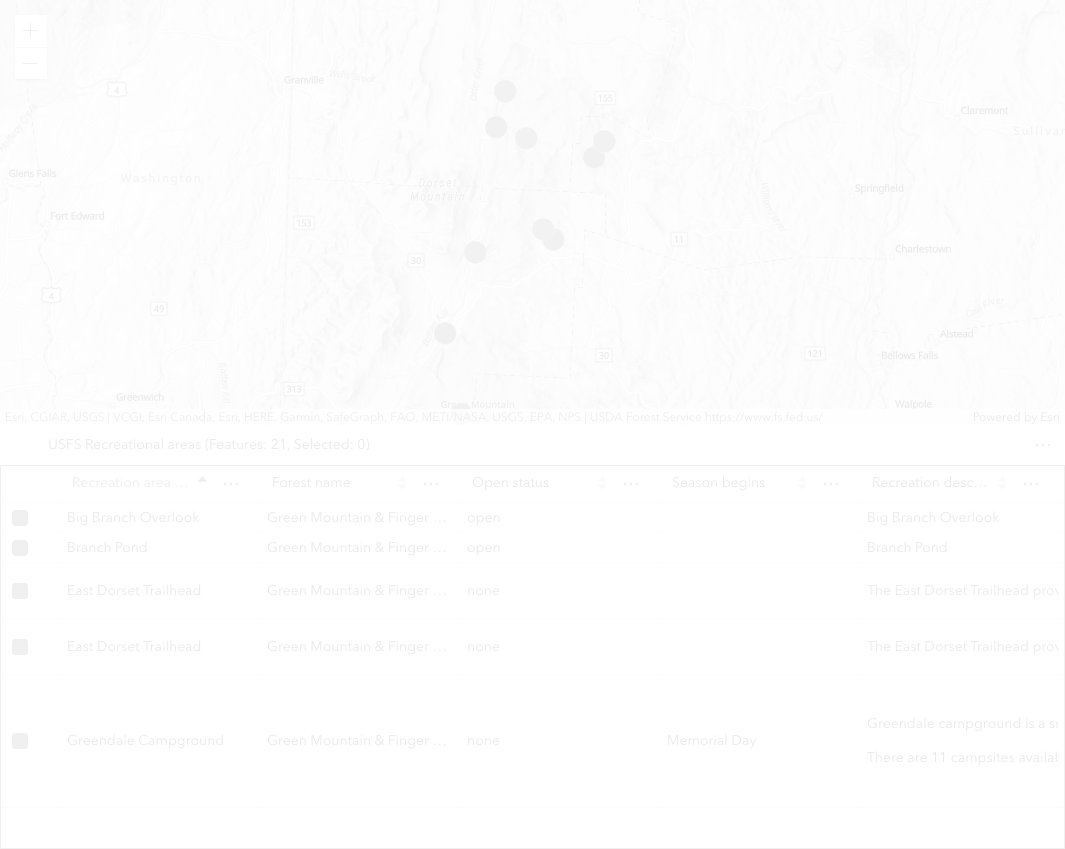 4
Granville
155
Claremont
Glens Falls
Washington
Dorset
Mountain
Springfield
Fort Edward
153
11
Charlestown
30
4
49
Alstead
30
121
Bellows Falls
313
Greenwich
Green Mountain
Walpole
Esri, CGIAR, USGS | VCGI, Esri Canada, Esri, HERE, Garmin, SafeGraph, FAO, METI/NASA, USGS, EPA, NPS | USDA Forest Service https://www.fs.fed.us/ Powered by Esri
USFS Recreational areas (Features: 21, Selected: 0)
Recreation area ... Forest name Open status Season begins Recreation desc...
Big Branch Overlook Green Mountain & Finger ... open Big Branch Overlook
Branch Pond Green Mountain & Finger ... open Branch Pond
East Dorset Trailhead Green Mountain & Finger ... none The East Dorset Trailhead prov
East Dorset Trailhead Green Mountain & Finger ... none The East Dorset Trailhead prov
Greendale campground is a sr
Greendale Campground Green Mountain & Finger ... none Memorial Day
There are 11 campsites availab